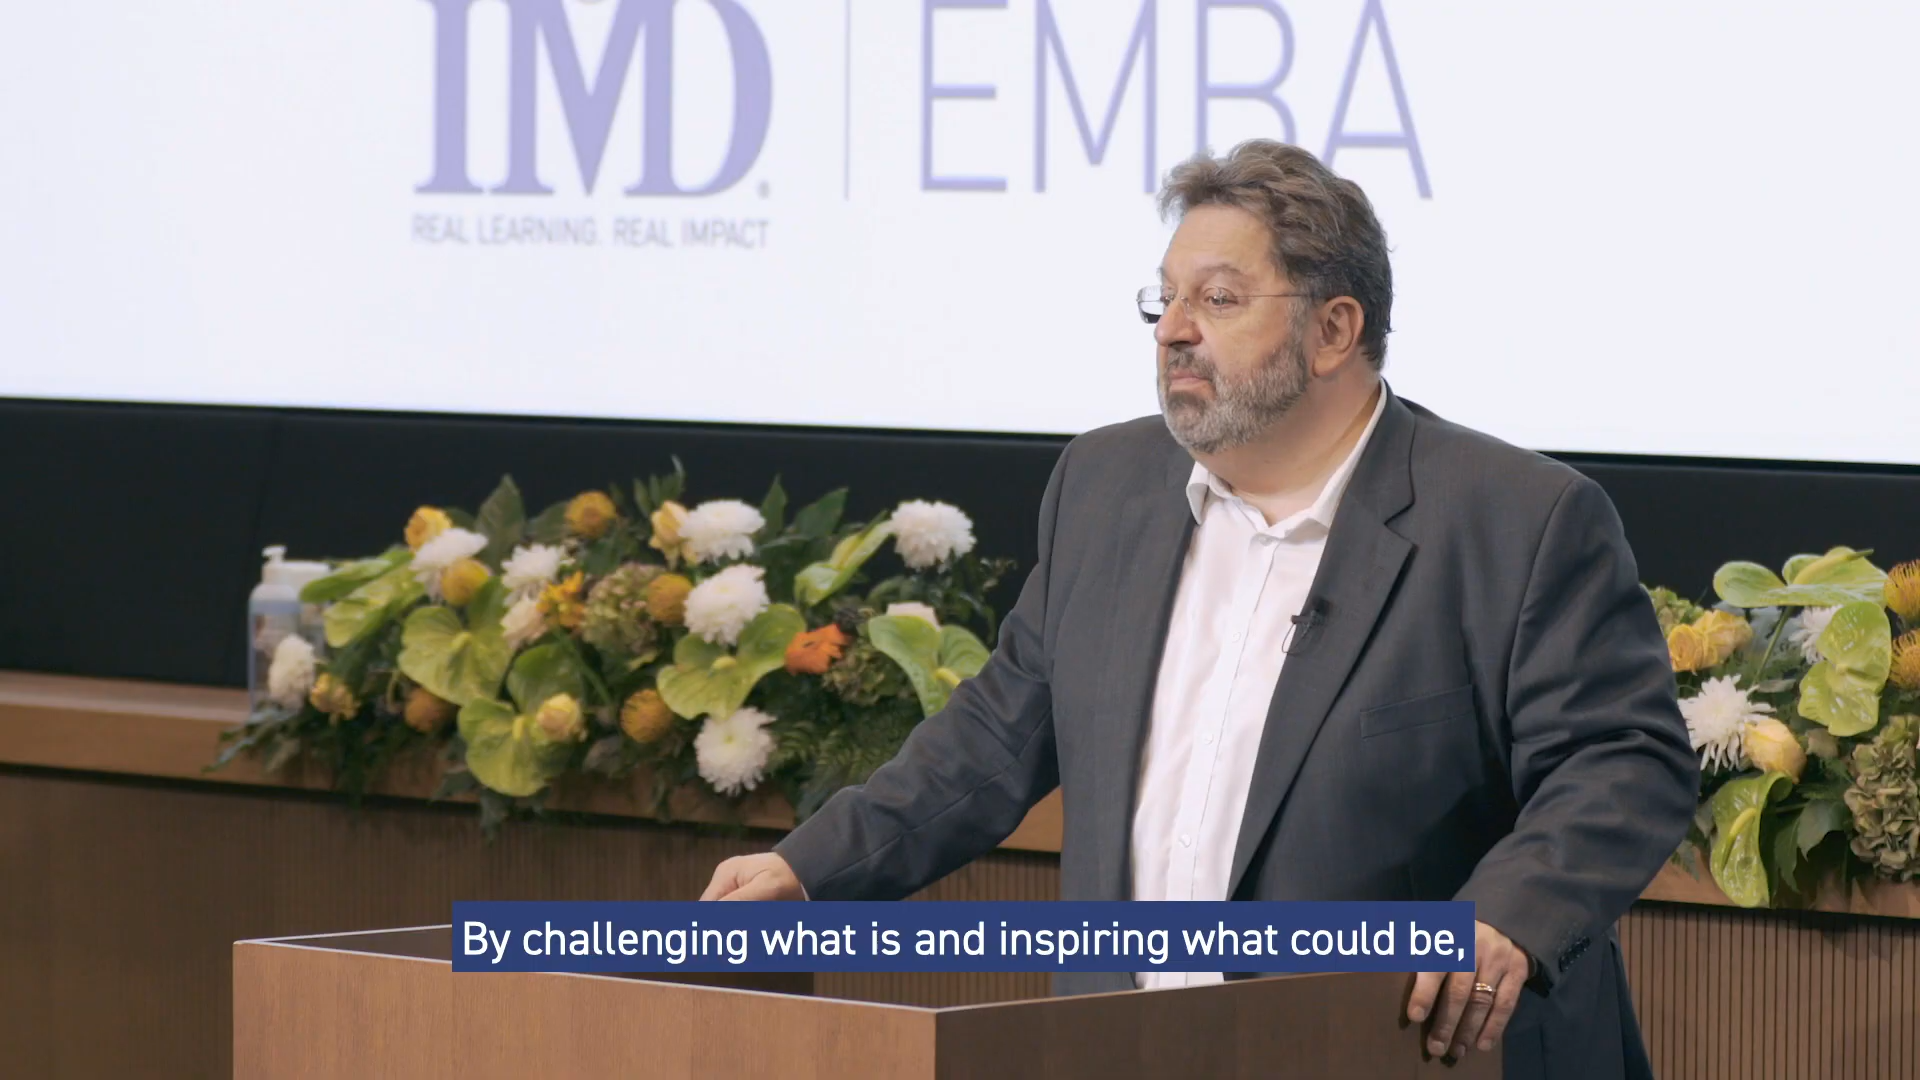 IMD | EMBA
REAL LEARNING. REAL IMPACT
By challenging what is and inspiring what could be,